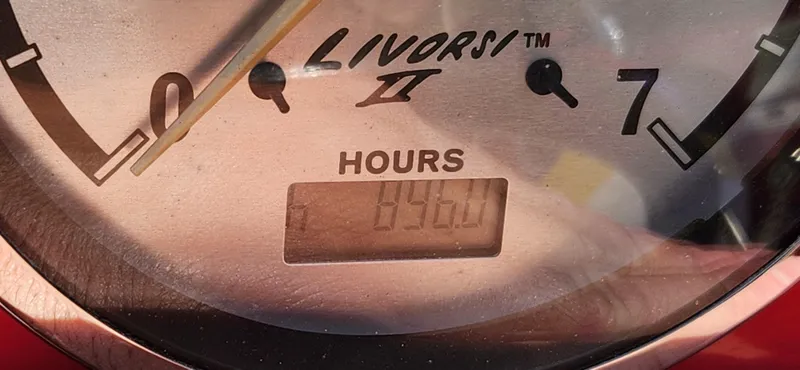 LIVORSI™
II
0
7
HOURS
h 896.0